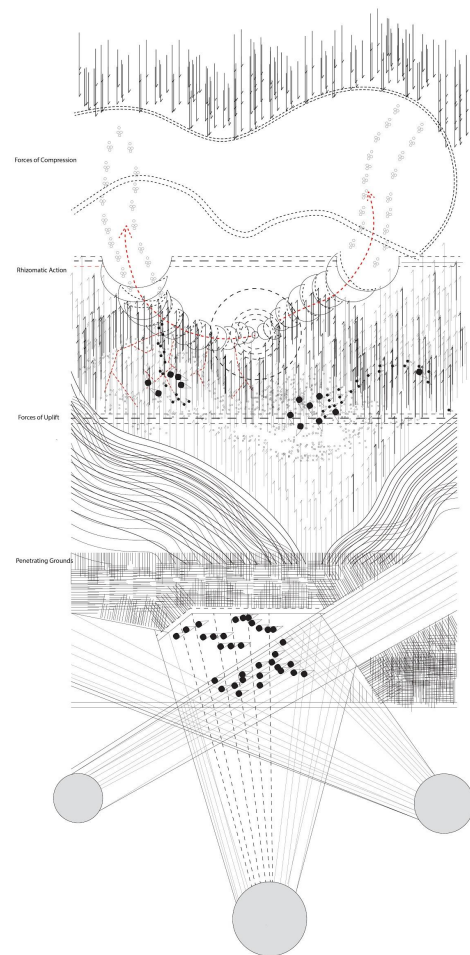 Forces of Compression
Rhizomatic Action
Forces of Uplift
Penetrating Grounds